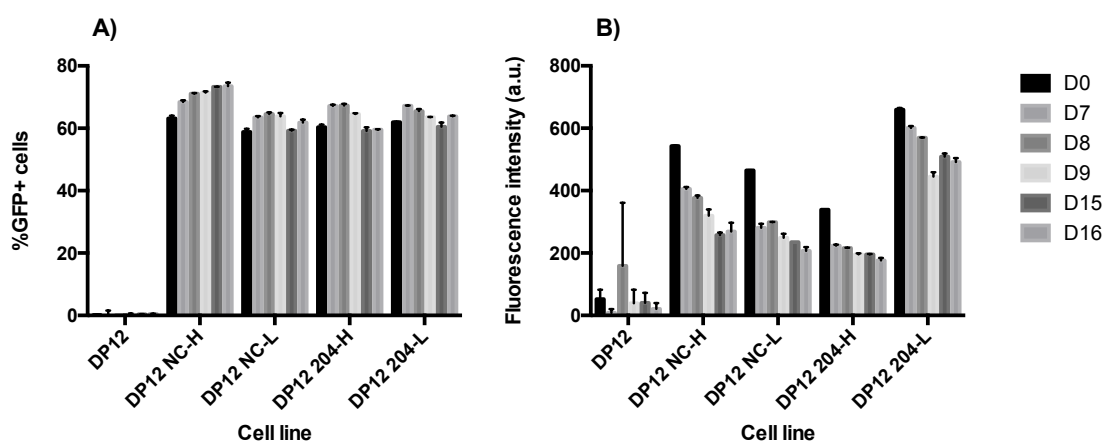 A)
%GFP+ cells
80
60
40
20
0
DP12
DP12 NC-H
DP12 NC-L
DP12 204-H
DP12 204-L
Cell line
B)
Fluorescence intensity (a.u.)
800
600
400
200
0
DP12
DP12 NC-H
DP12 NC-L
DP12 204-H
DP12 204-L
Cell line
D0
D7
D8
D9
D15
D16